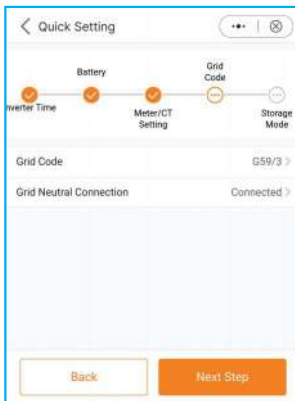 Quick Setting
Battery
Grid
Code
nverter Time
Meter/CT
Setting
Storage
Mode
Grid Code
G59/3
Grid Neutral Connection
Connected
Back
Next Step